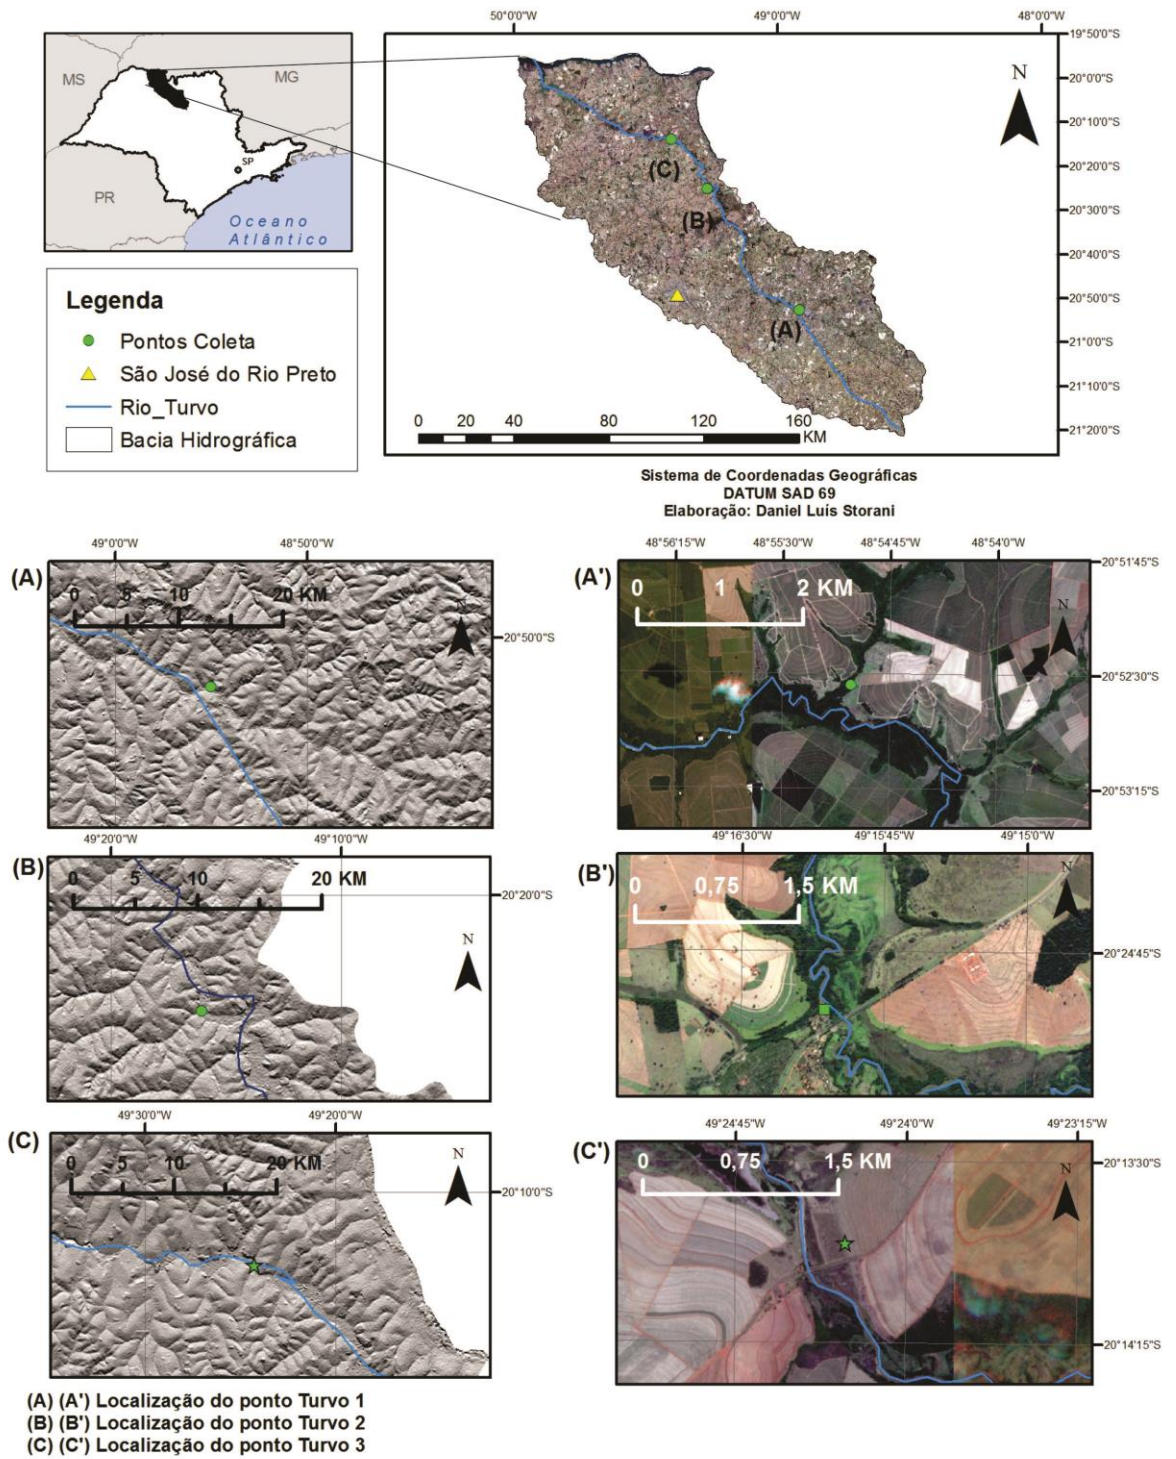 50°0'0"W 49°0'0"W 48°0'0"W
19°50'0"S
20°0'0"S
20°10'0"S
20°20'0"S
20°30'0"S
20°40'0"S
20°50'0"S
21°0'0"S
21°10'0"S
21°20'0"S
MS
MG
SP
PR
Oceano
Atlântico
N
(C)
(B)
(A)
0 20 40 80 120 160
KM
Legenda
Pontos Coleta
São José do Rio Preto
Rio_Turvo
Bacia Hidrográfica
Sistema de Coordenadas Geográficas
DATUM SAD 69
Elaboração: Daniel Luís Storani
(A)
49°0'0"W 48°50'0"W
0 5 10 20 KM
N
20°50'0"S
(A')
48°56'15"W 48°55'30"W 48°54'45"W 48°54'0"W
0 1 2 KM
N
20°51'45"S
20°52'30"S
20°53'15"S
(B)
49°20'0"W 49°10'0"W
0 5 10 20 KM
N
20°20'0"S
(B')
49°16'30"W 49°15'45"W 49°15'0"W
0 0,75 1,5 KM
N
20°24'45"S
(C)
49°30'0"W 49°20'0"W
0 5 10 20 KM
N
20°10'0"S
(C')
49°24'45"W 49°24'0"W 49°23'15"W
0 0,75 1,5 KM
N
20°13'30"S
20°14'15"S
(A) (A') Localização do ponto Turvo 1
(B) (B') Localização do ponto Turvo 2
(C) (C') Localização do ponto Turvo 3